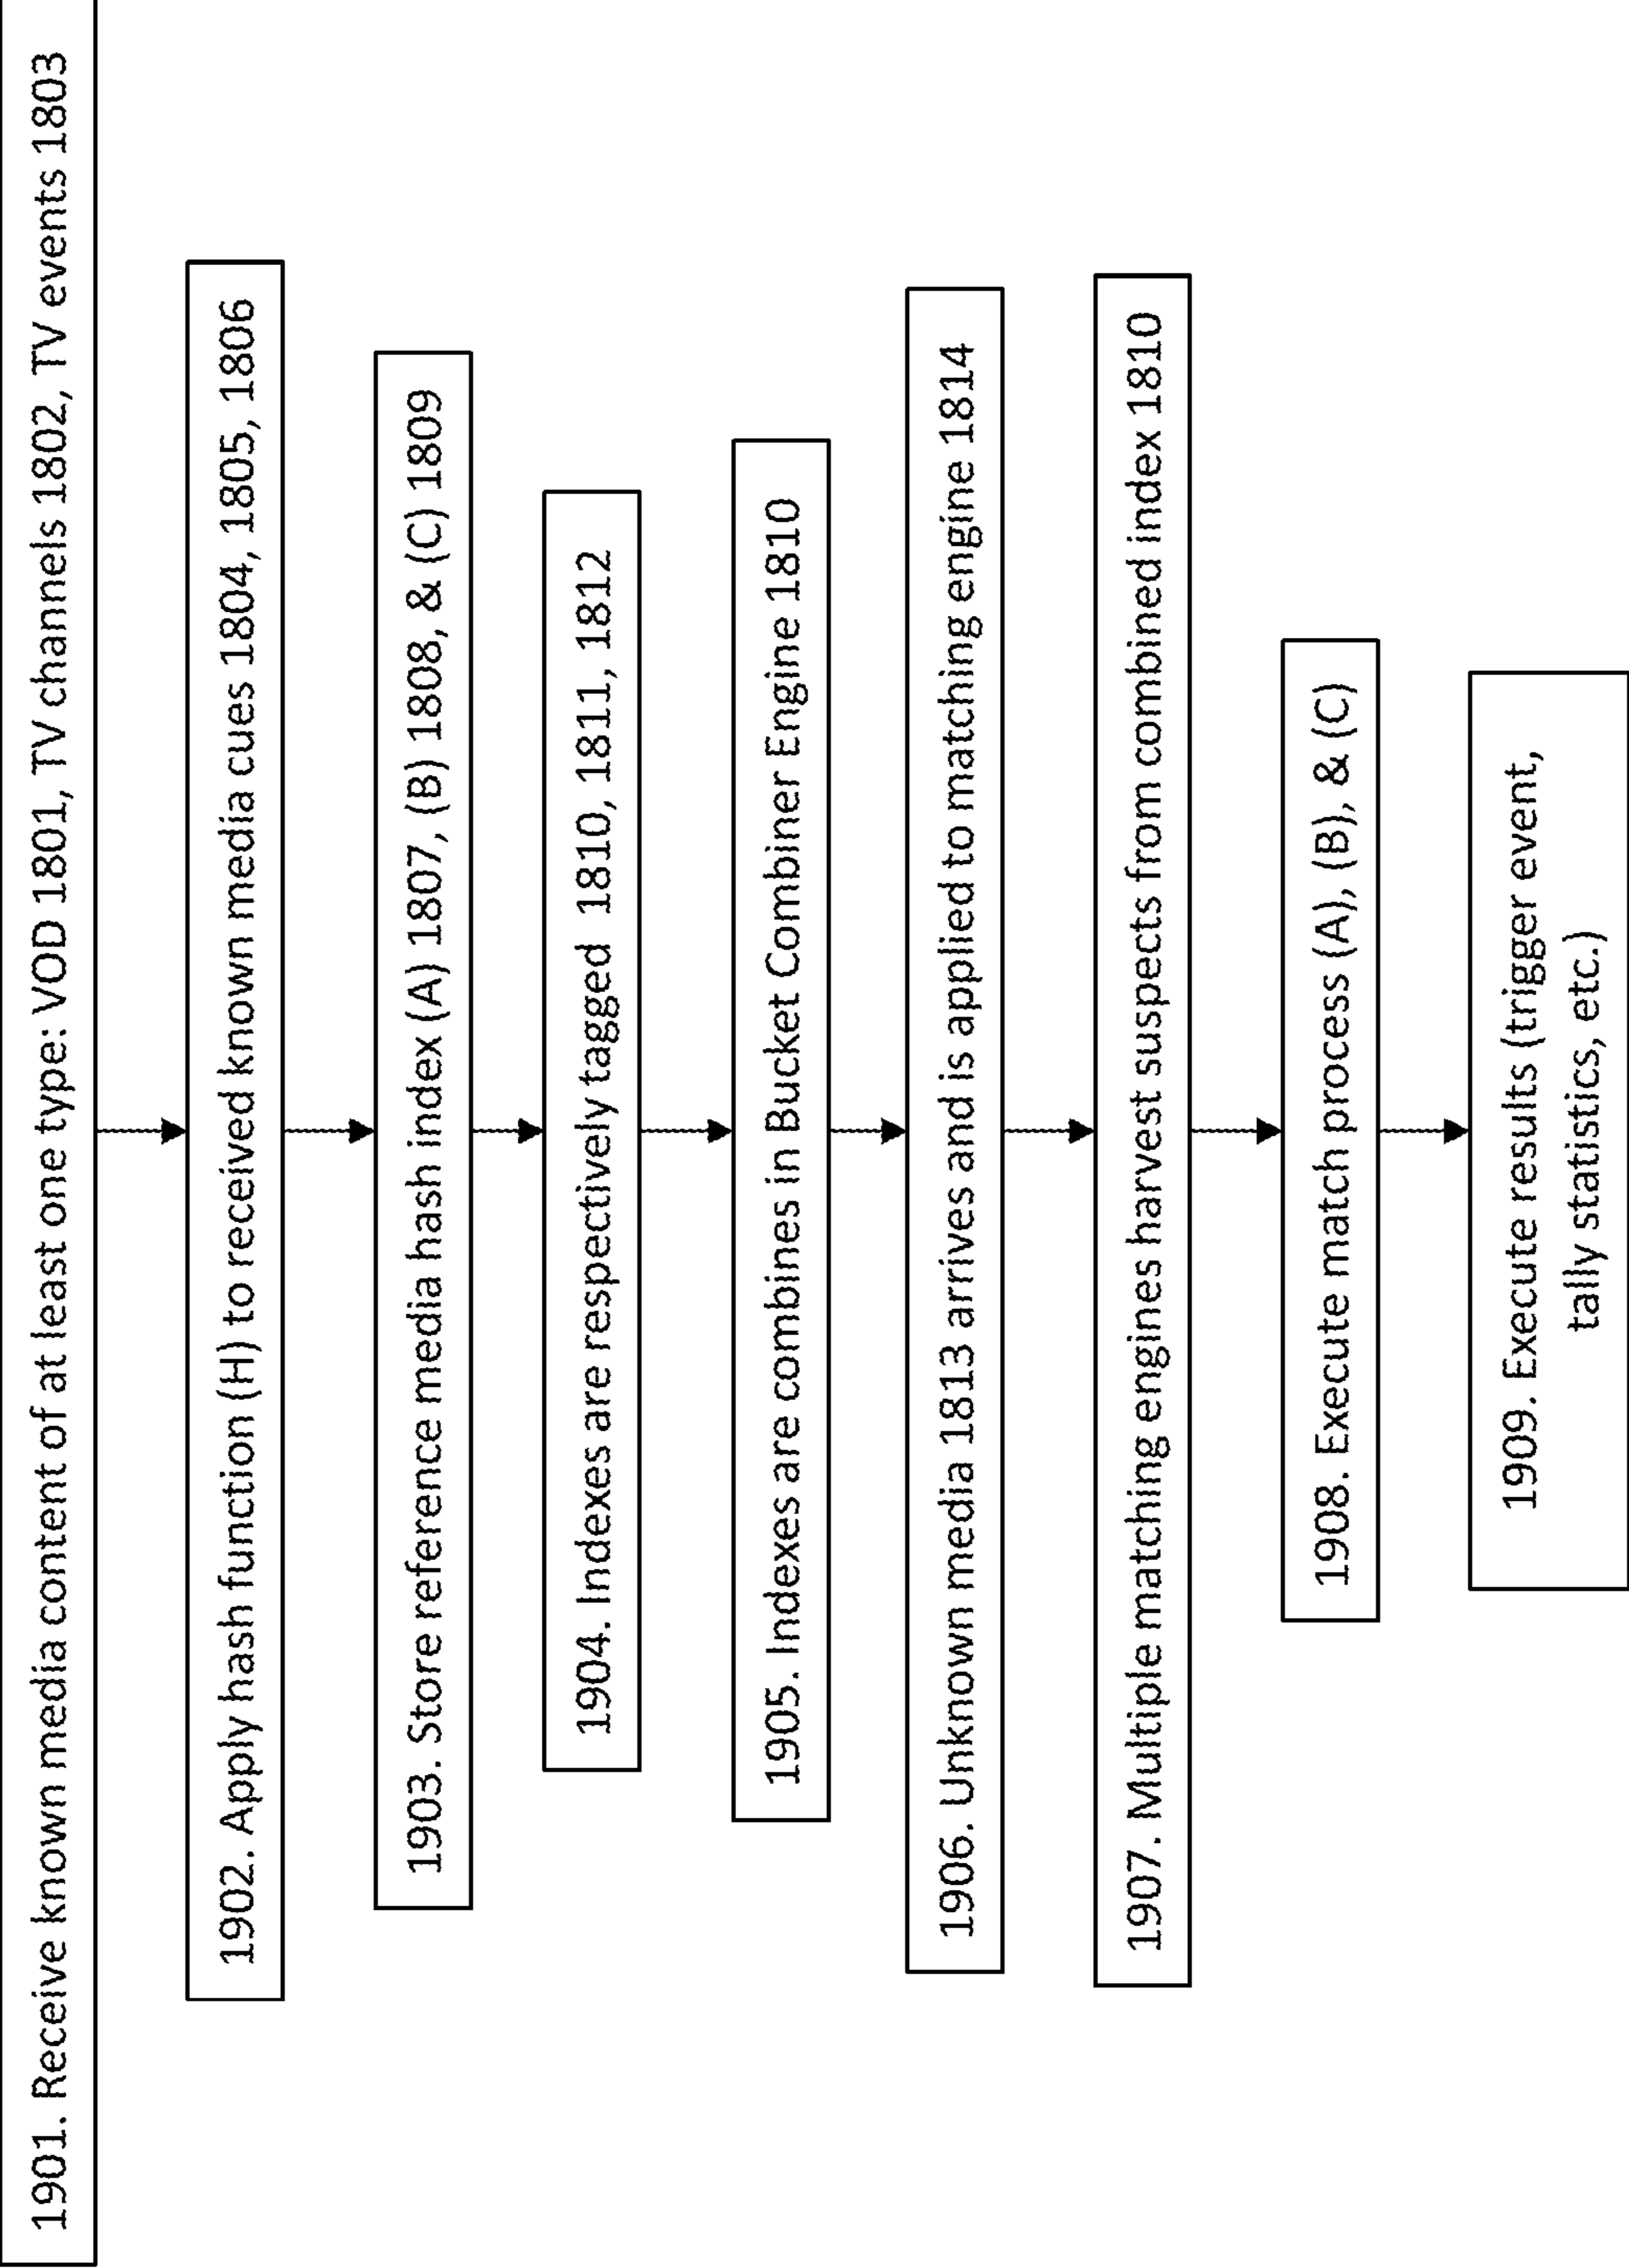 1901. Receive known media content of at least one type: VOD 1801, TV channels 1802, TV events 1803
1902. Apply hash function (H) to received known media cues 1804, 1805, 1806
1903. Store reference media hash index (A) 1807, (B) 1808, & (C) 1809
1904. Indexes are respectively tagged 1810, 1811, 1812
1905. Indexes are combines in Bucket Combiner Engine 1810
1906. Unknown media 1813 arrives and is applied to matching engine 1814
1907. Multiple matching engines harvest suspects from combined index 1810
1908. Execute match process (A), (B), & (C)
1909. Execute results (trigger event,
tally statistics, etc.)